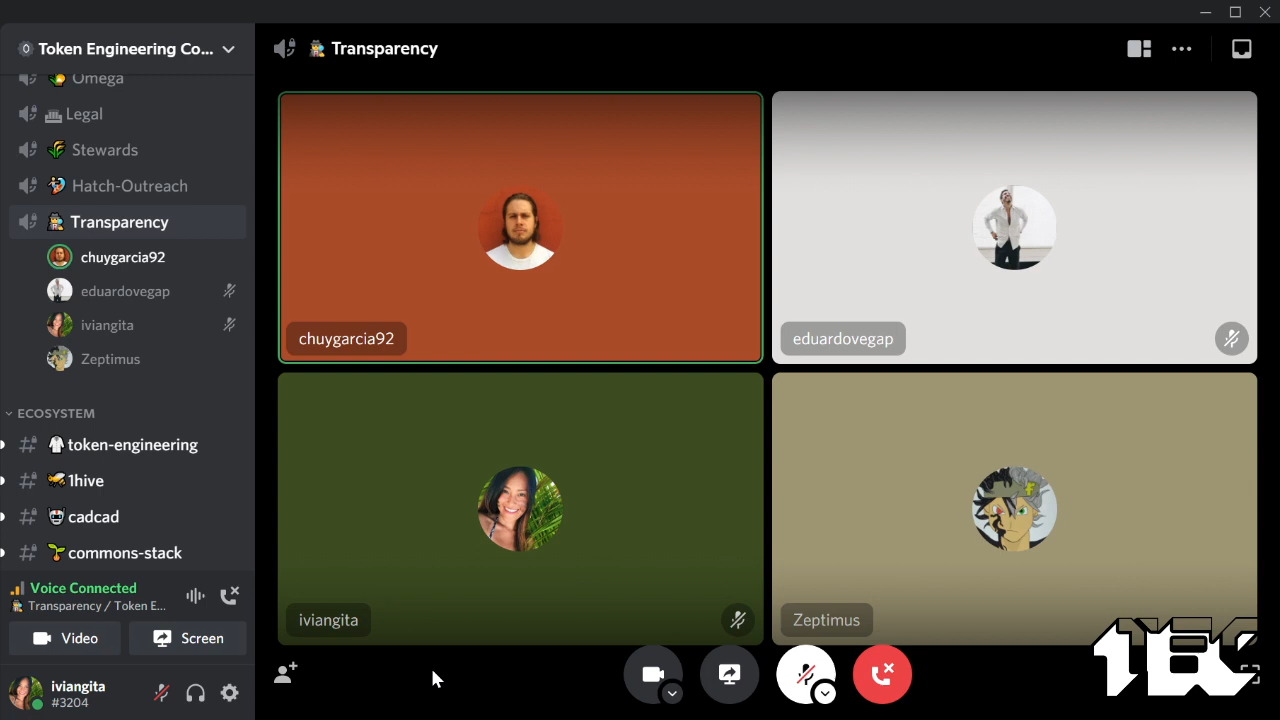 Token Engineering Co...
Omega
Legal
Stewards
Hatch-Outreach
Transparency
chuygarcia92
eduardovegap
iviangita
Zeptimus
ECOSYSTEM
token-engineering
1hive
cadcad
commons-stack
Voice Connected
Transparency / Token E...
Video
Screen
iviangita
#3204
Transparency
chuygarcia92
eduardovegap
iviangita
Zeptimus
TEC